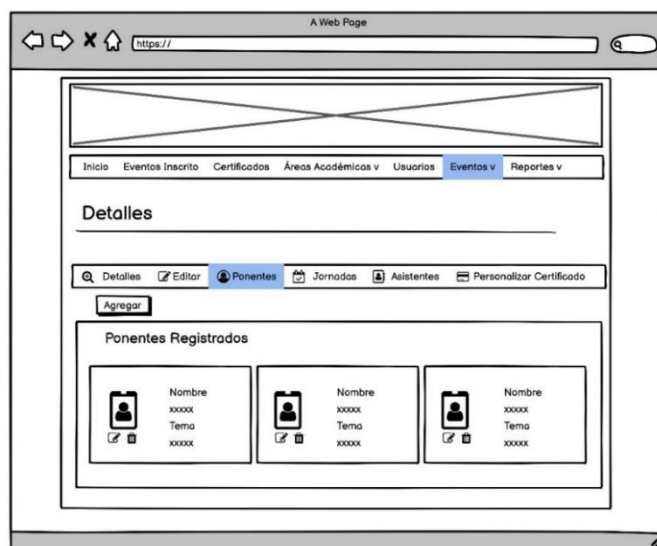 A Web Page
https://
Inicio Eventos Inscrito Certificados Áreas Académicas v Usuarios Eventos v Reportes v
Detalles
Detalles Editar Ponentes Jornadas Asistentes Personalizar Certificado
Agregar
Ponentes Registrados
Nombre Nombre Nombre
xxxxx xxxxx xxxxx
Tema Tema Tema
xxxxx xxxxx xxxxx